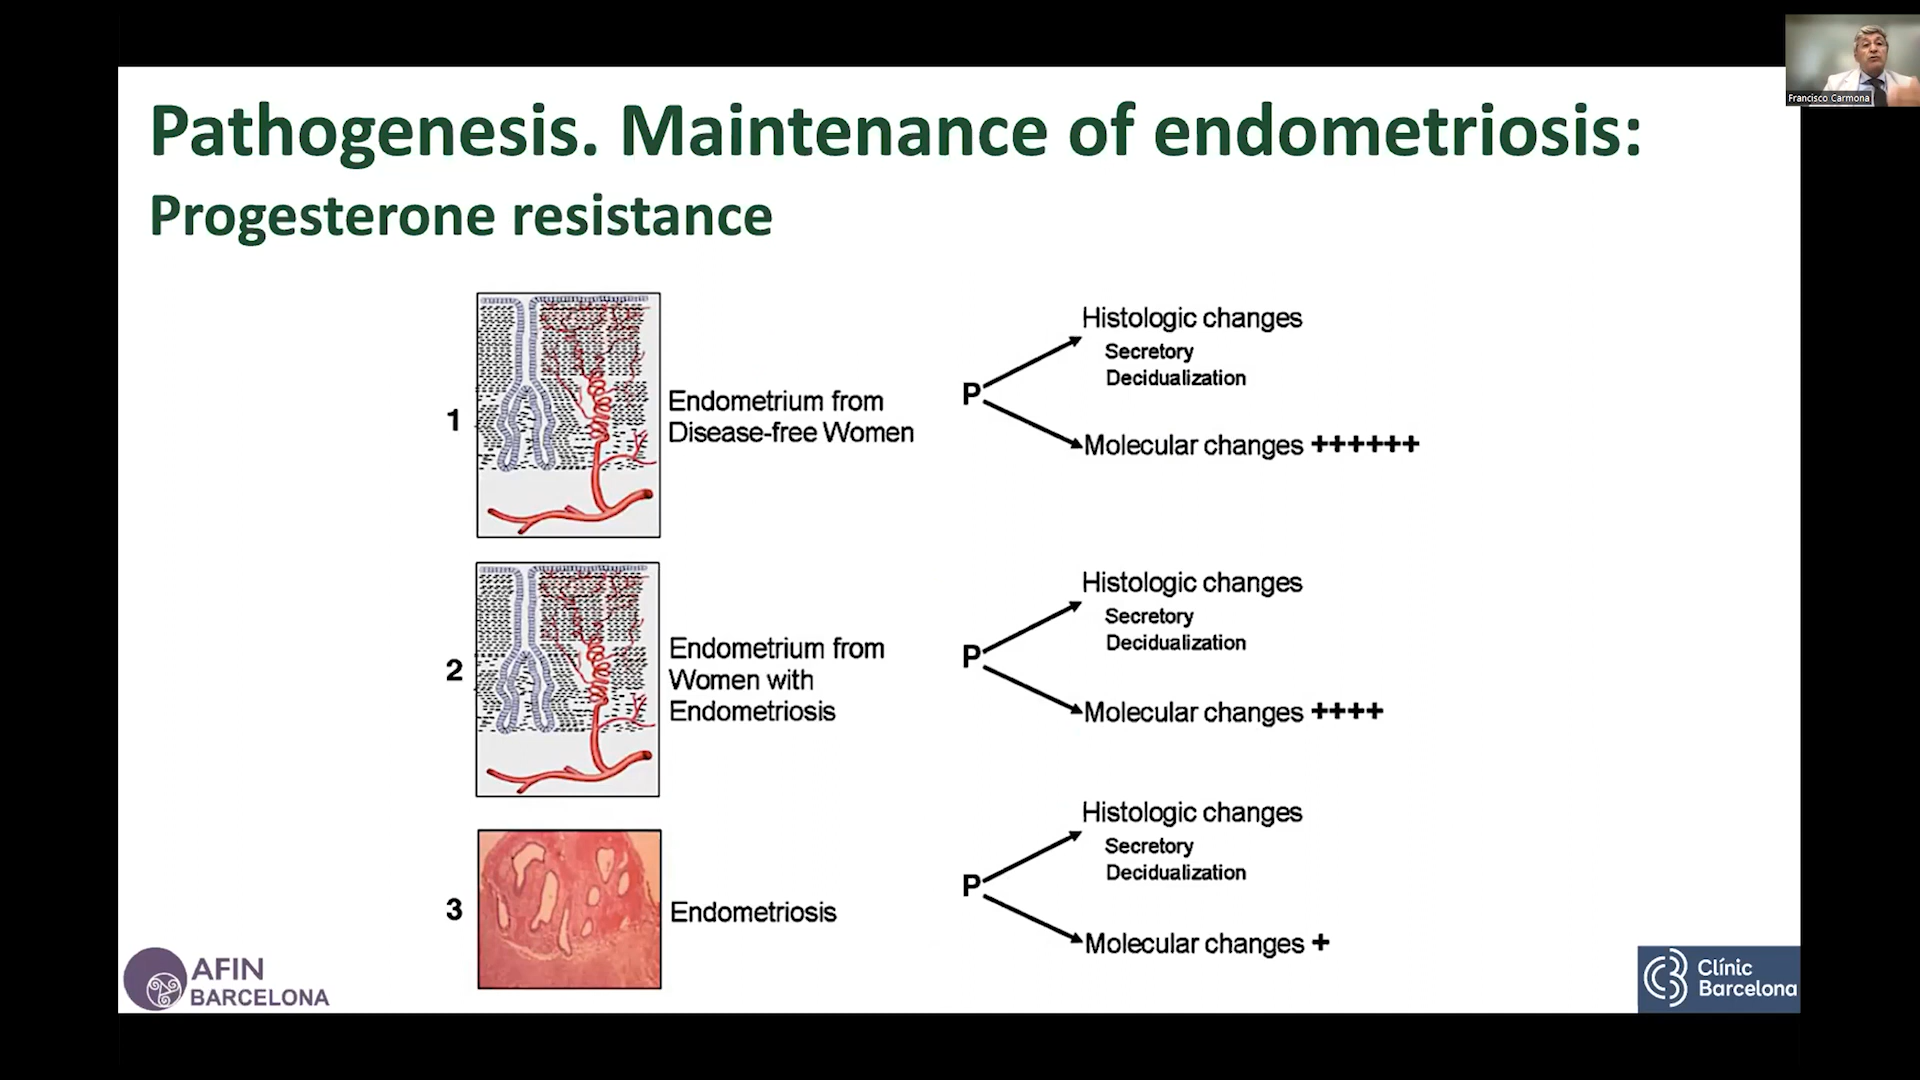 Francisco Carmona
Pathogenesis. Maintenance of endometriosis:
Progesterone resistance
1
Endometrium from
Disease-free Women
P
Histologic changes
Secretory
Decidualization
Molecular changes ++++++
2
Endometrium from
Women with
Endometriosis
P
Histologic changes
Secretory
Decidualization
Molecular changes ++++
3
Endometriosis
P
Histologic changes
Secretory
Decidualization
Molecular changes +
AFIN
BARCELONA
Clínic
Barcelona